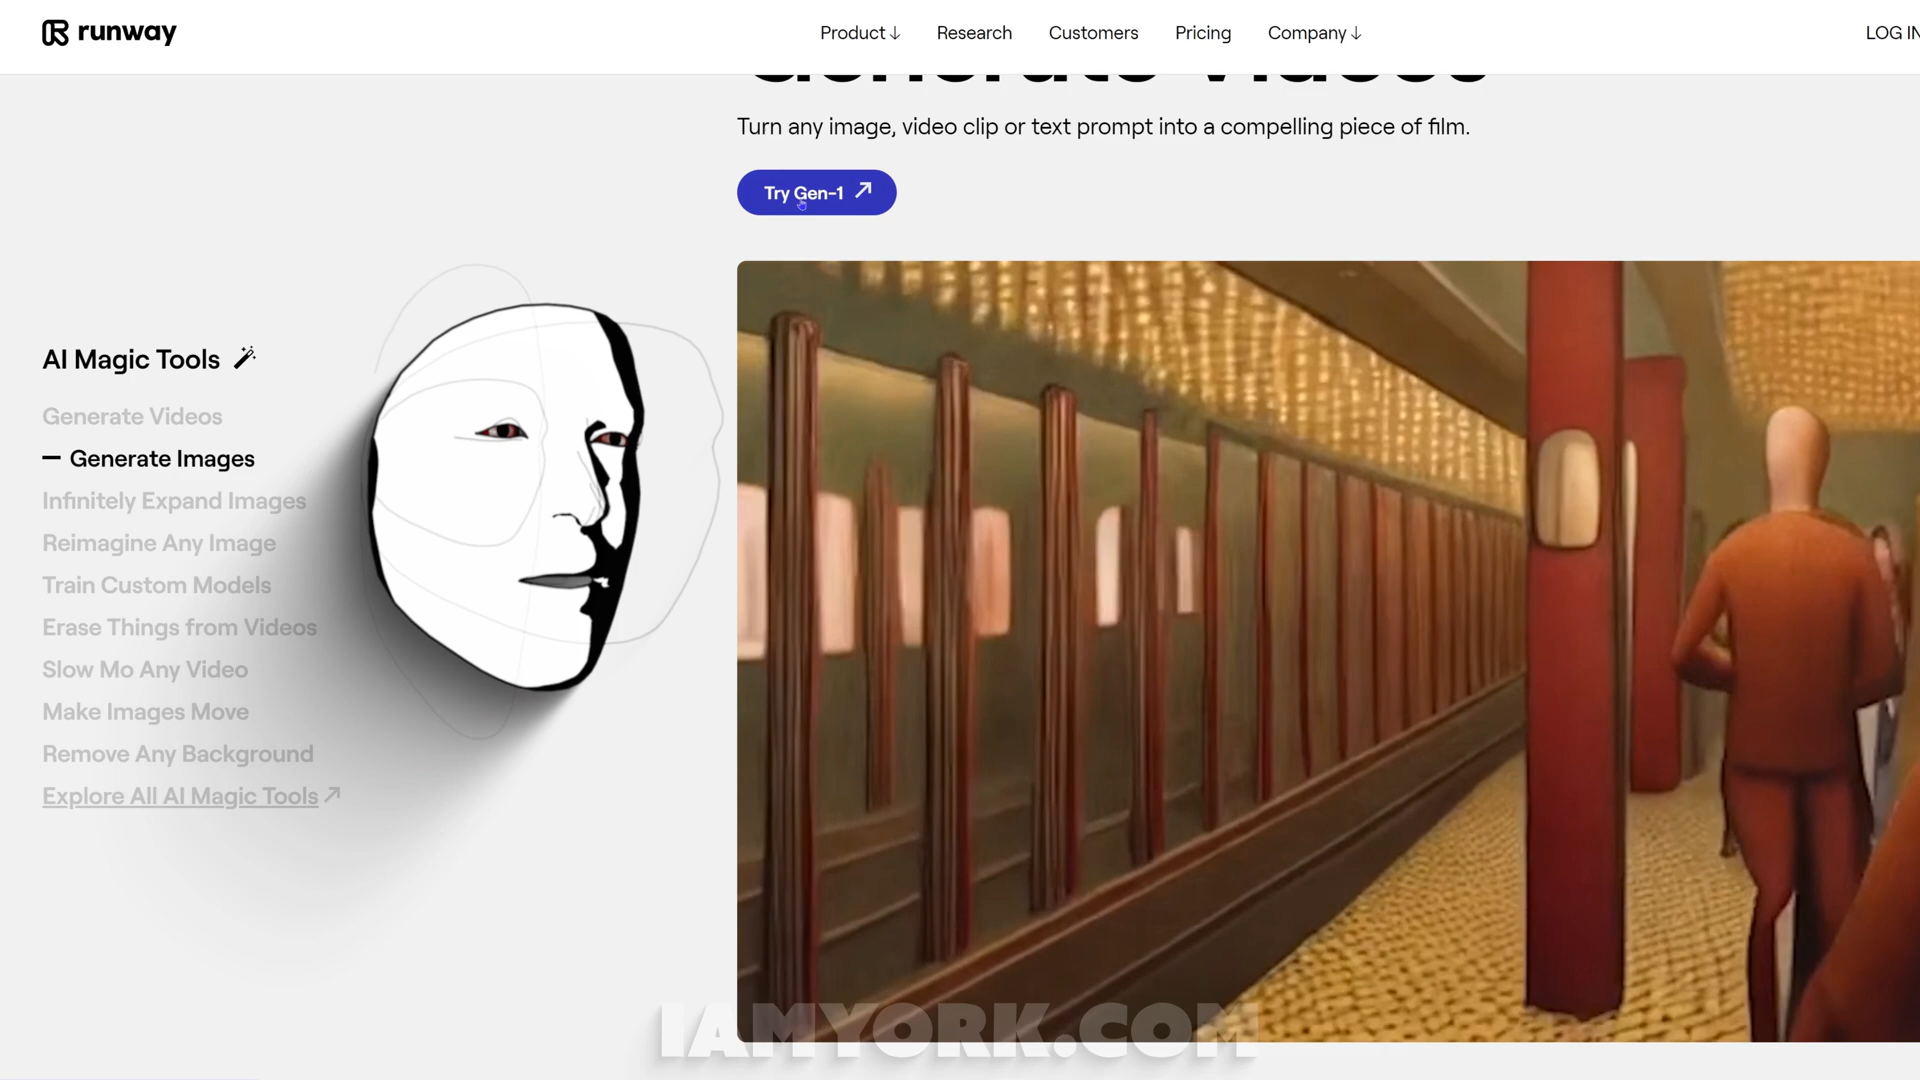 runway
Product ↓
Research
Customers
Pricing
Company ↓
LOG IN
Generate Videos
Turn any image, video clip or text prompt into a compelling piece of film.
Try Gen-1 ↗
AI Magic Tools
Generate Videos
Generate Images
Infinitely Expand Images
Reimagine Any Image
Train Custom Models
Erase Things from Videos
Slow Mo Any Video
Make Images Move
Remove Any Background
Explore All AI Magic Tools ↗
IAMYORK.COM